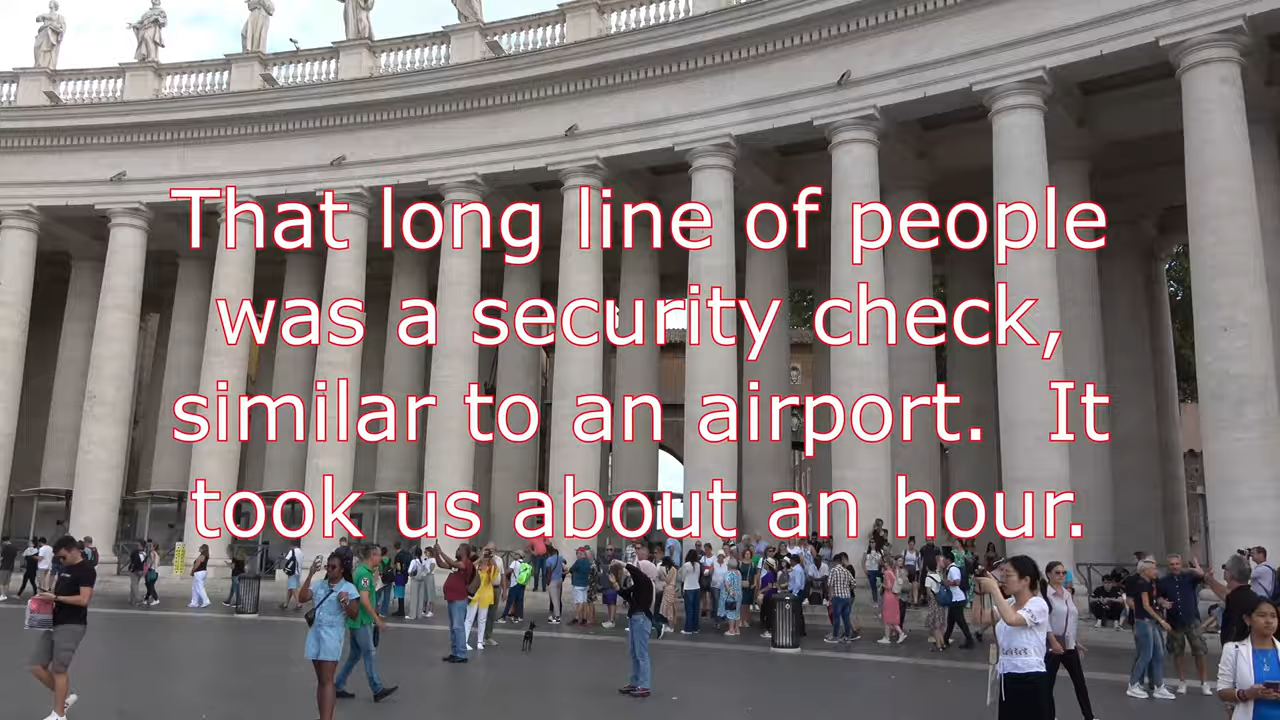 That long line of people
was a security check,
similar to an airport.  It
took us about an hour.